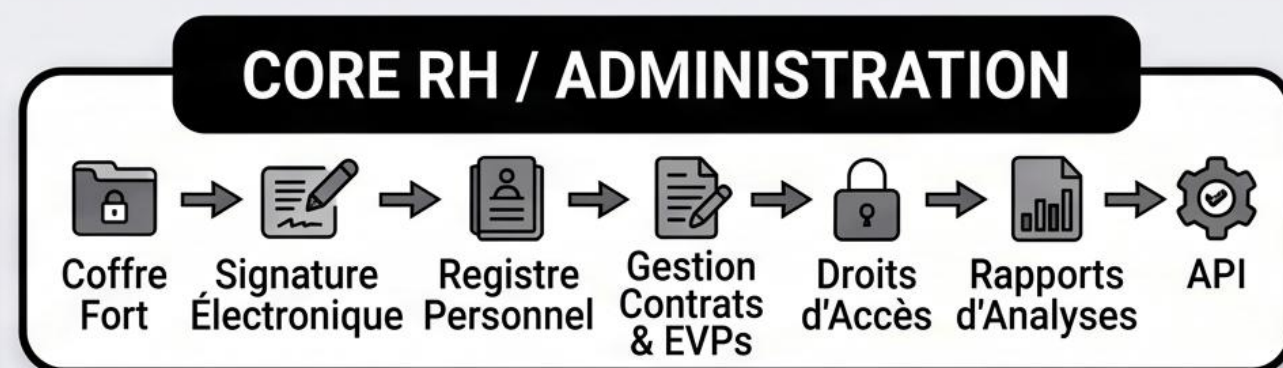 CORE RH / ADMINISTRATION
Coffre
Fort
Signature
Électronique
Registre
Personnel
Gestion
Contrats
& EVPs
Droits
d'Accès
Rapports
d'Analyses
API